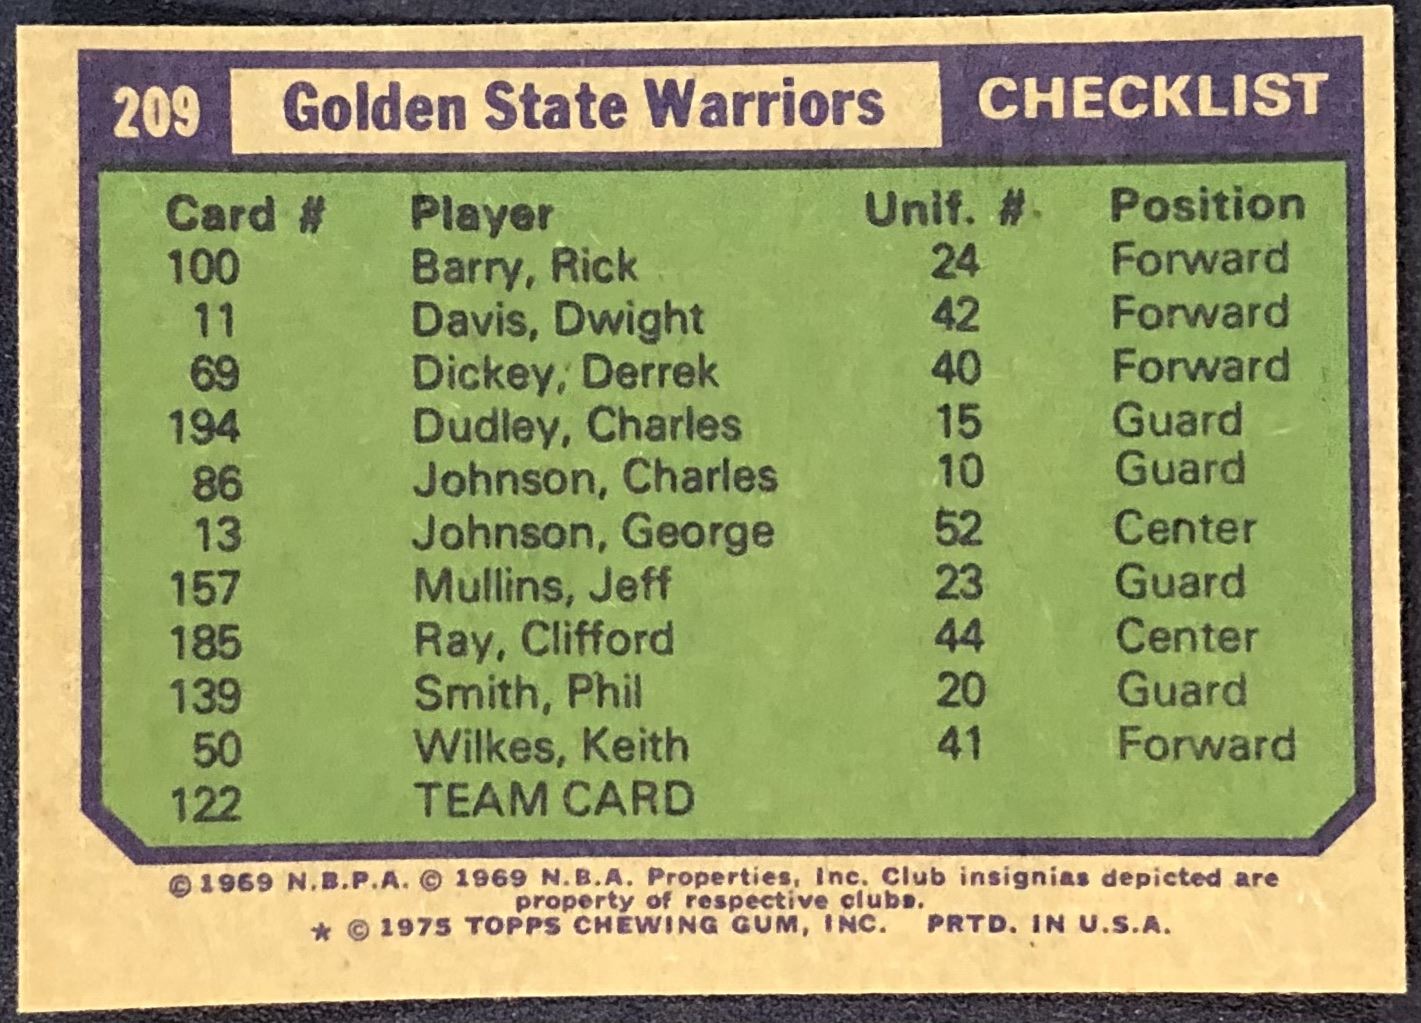 209 Golden State Warriors CHECKLIST
Card # Player Unif. # Position
100 Barry, Rick 24 Forward
11 Davis, Dwight 42 Forward
69 Dickey, Derrek 40 Forward
194 Dudley, Charles 15 Guard
86 Johnson, Charles 10 Guard
13 Johnson, George 52 Center
157 Mullins, Jeff 23 Guard
185 Ray, Clifford 44 Center
139 Smith, Phil 20 Guard
50 Wilkes, Keith 41 Forward
122 TEAM CARD
© 1969 N.B.P.A. © 1969 N.B.A. Properties, Inc. Club insignias depicted are
property of respective clubs.
★ © 1975 TOPPS CHEWING GUM, INC. PRTD. IN U.S.A.